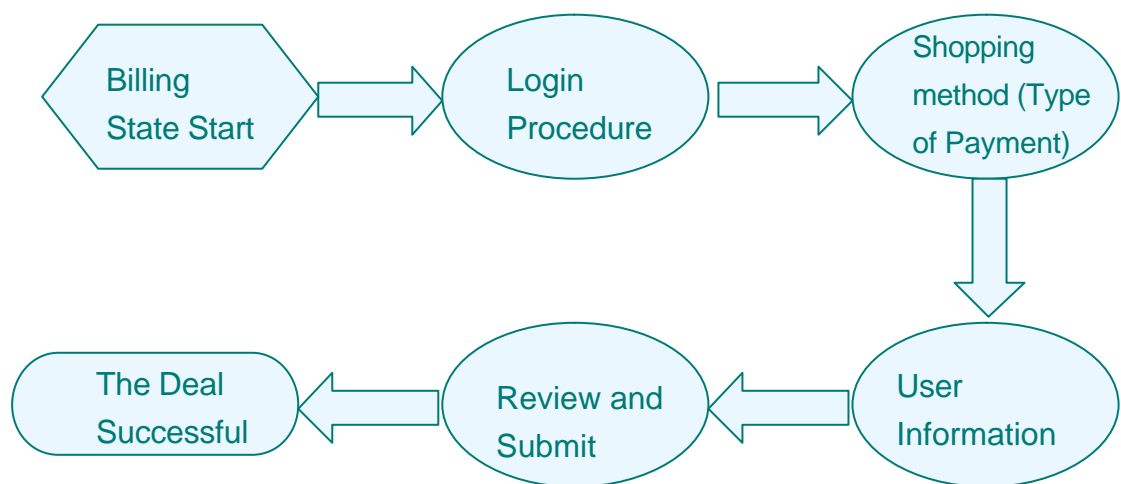 Billing
State Start
Login
Procedure
Shopping
method (Type
of Payment)
User
Information
Review and
Submit
The Deal
Successful